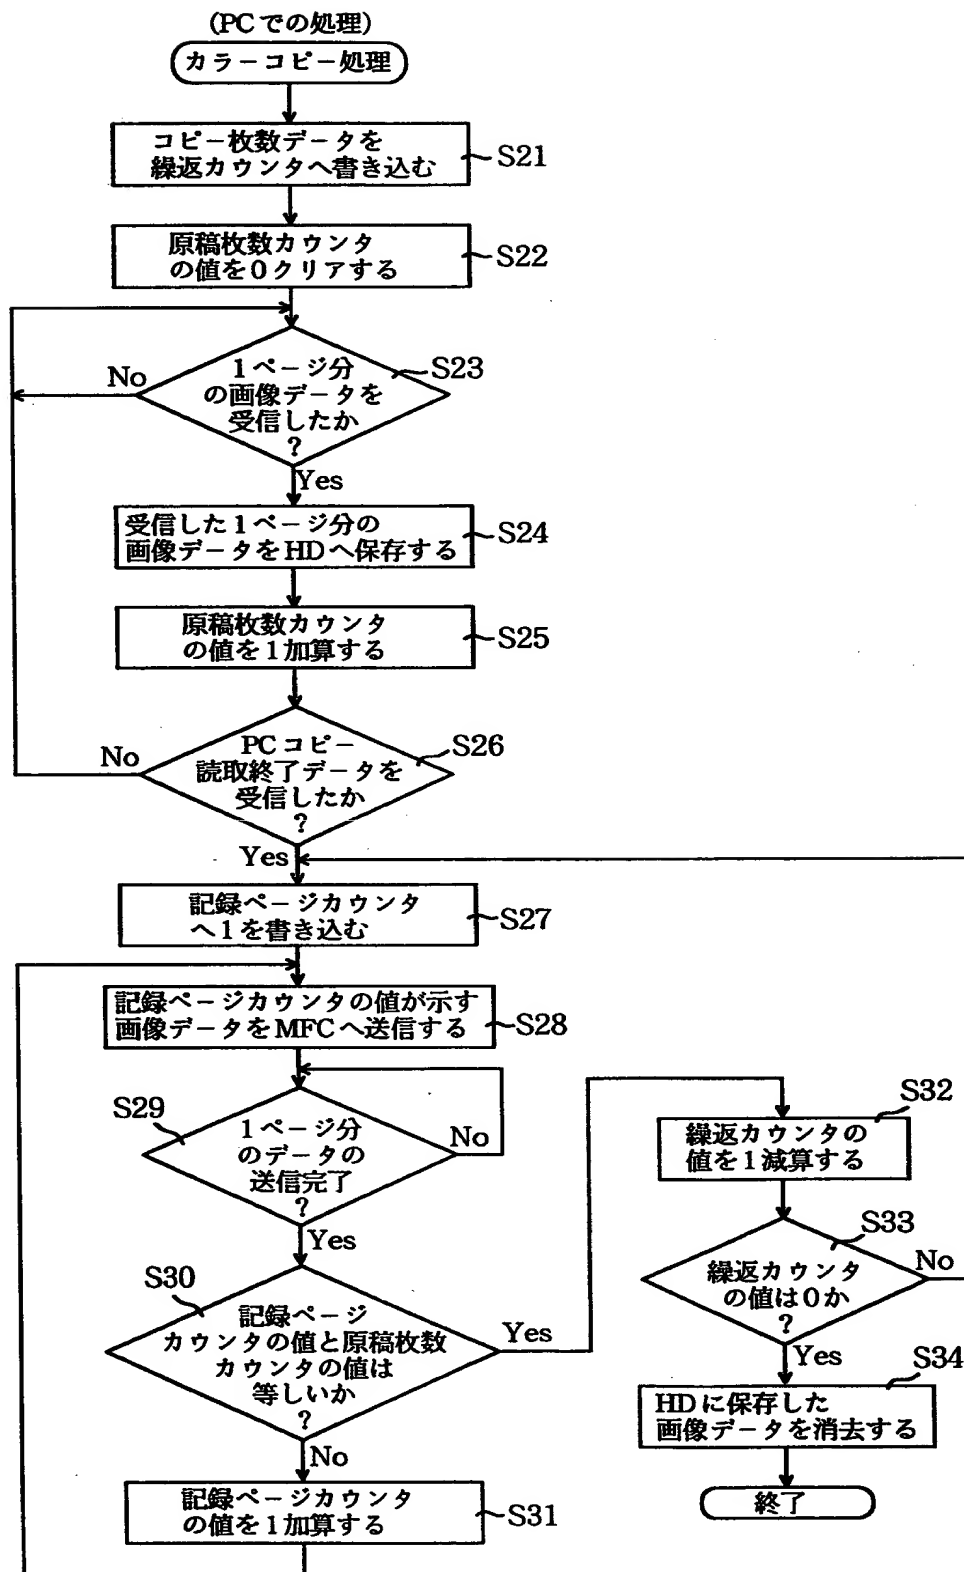 (PCでの処理)
カラーコピー処理
コピー枚数データを
繰返カウンタへ書き込む
S21
原稿枚数カウンタ
の値を0クリアする
S22
1ページ分
の画像データを
受信したか
?
S23
No
Yes
受信した1ページ分の
画像データをHDへ保存する
S24
原稿枚数カウンタ
の値を1加算する
S25
PCコピー
読取終了データを
受信したか
?
S26
No
Yes
記録ページカウンタ
へ1を書き込む
S27
記録ページカウンタの値が示す
画像データをMFCへ送信する
S28
S29
1ページ分
のデータの
送信完了
?
No
Yes
S30
記録ページ
カウンタの値と原稿枚数
カウンタの値は
等しいか
?
Yes
No
記録ページカウンタ
の値を1加算する
S31
S32
繰返カウンタの
値を1減算する
S33
繰返カウンタ
の値は0か
?
No
Yes
S34
HDに保存した
画像データを消去する
終了